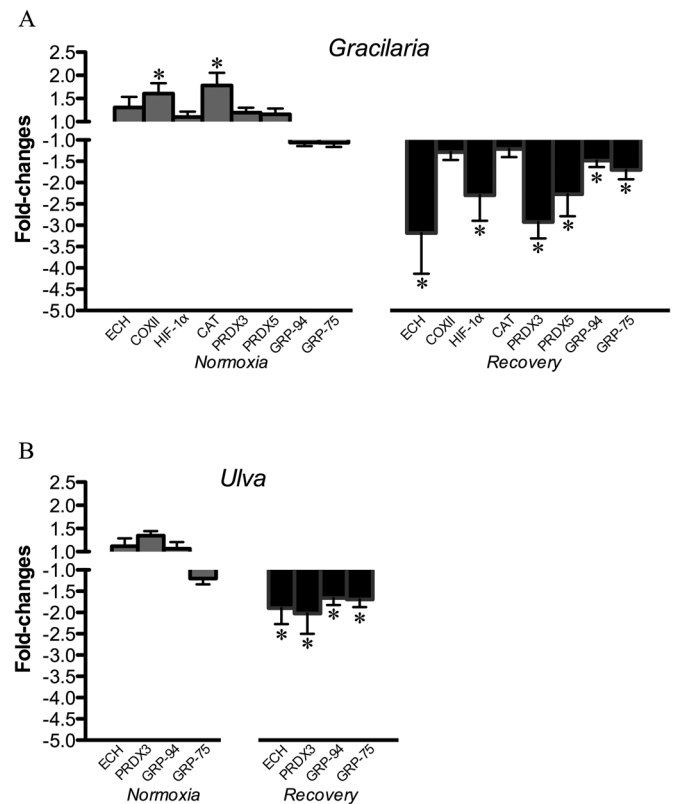 A
Gracilaria
Fold-changes
2.5
2.0
1.5
1.0
-1.0
-1.5
-2.0
-2.5
-3.0
-3.5
-4.0
-4.5
-5.0
* *
* * * * * *
ECH COXII HIF-1α CAT PRDX3 PRDX5 GRP-94 GRP-75
Normoxia
ECH COXII HIF-1α CAT PRDX3 PRDX5 GRP-94 GRP-75
Recovery
B
Ulva
Fold-changes
2.5
2.0
1.5
1.0
-1.0
-1.5
-2.0
-2.5
-3.0
-3.5
-4.0
-4.5
-5.0
* * * *
ECH PRDX3 GRP-94 GRP-75
Normoxia
ECH PRDX3 GRP-94 GRP-75
Recovery